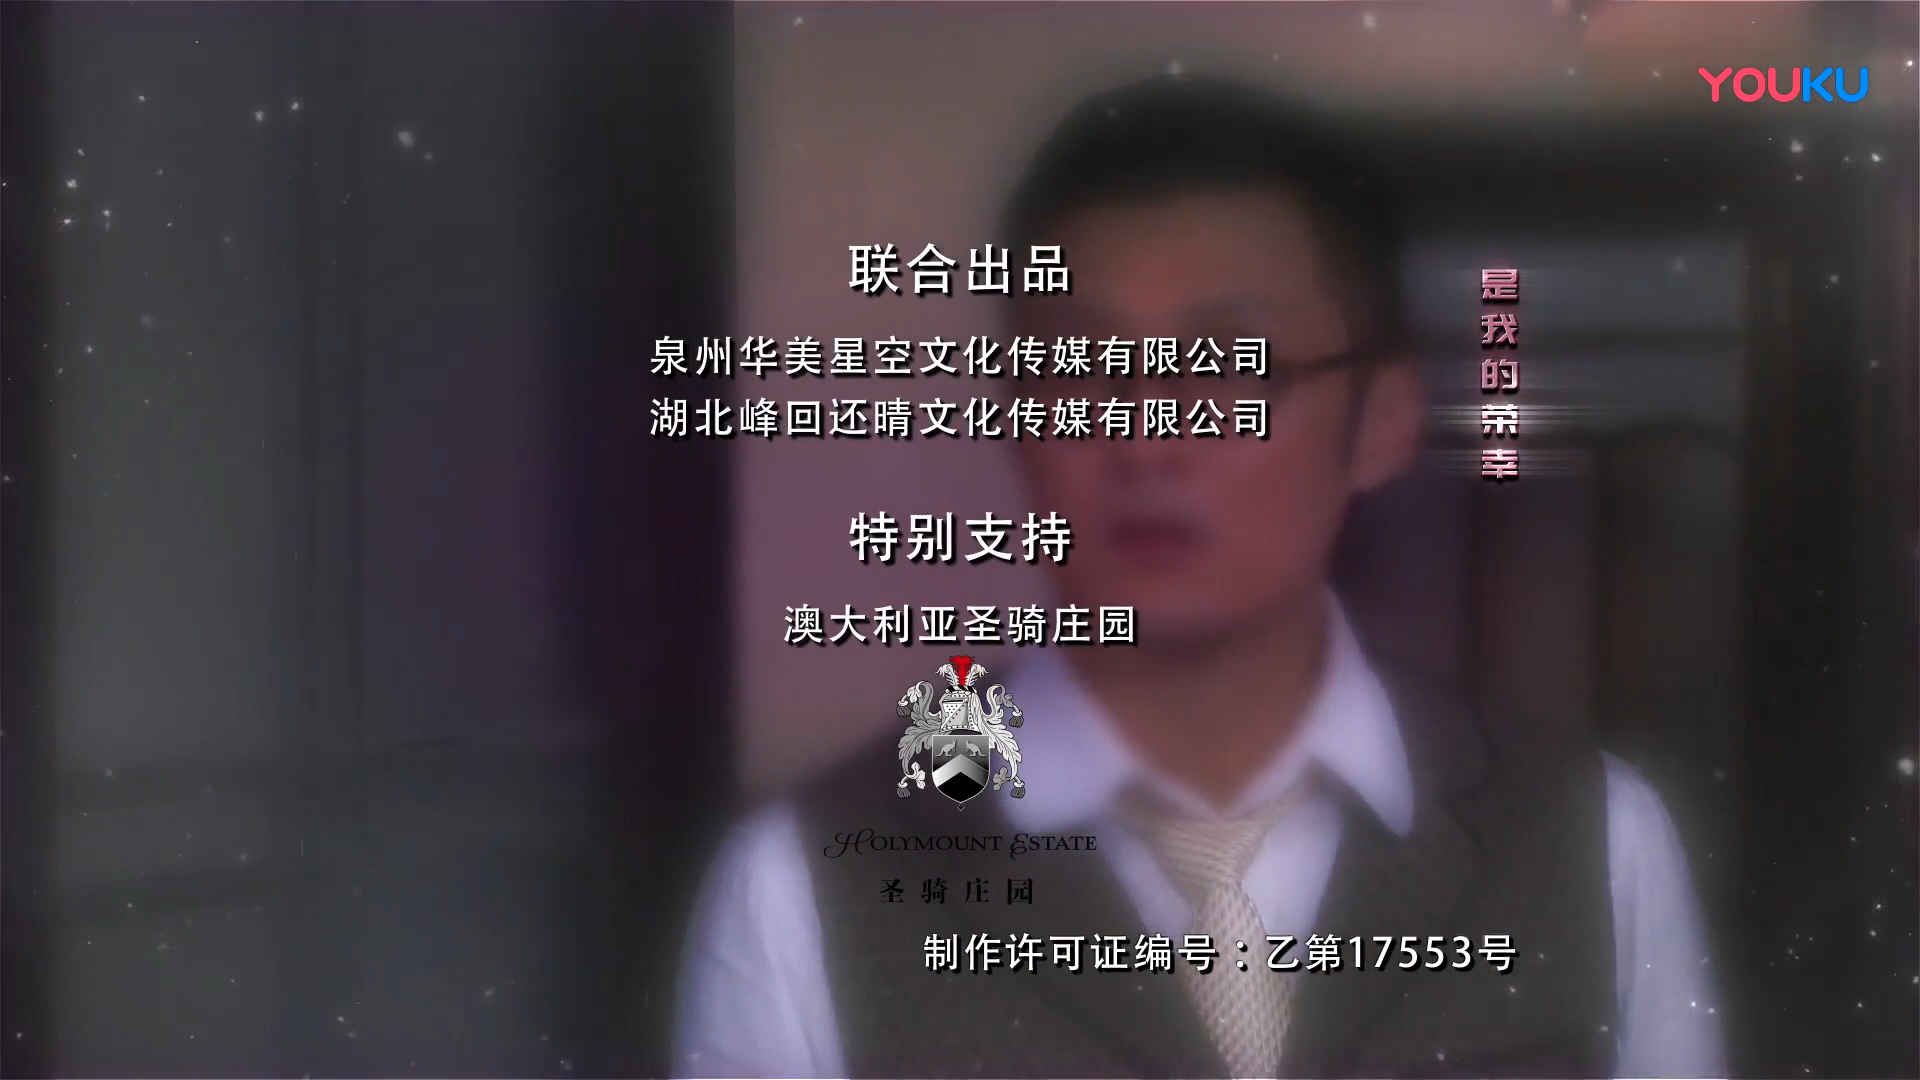 YOUKU
联合出品
泉州华美星空文化传媒有限公司
湖北峰回还晴文化传媒有限公司
是我的荣幸
特别支持
澳大利亚圣骑庄园
HOLYMOUNT ESTATE
圣骑庄园
制作许可证编号：乙第17553号